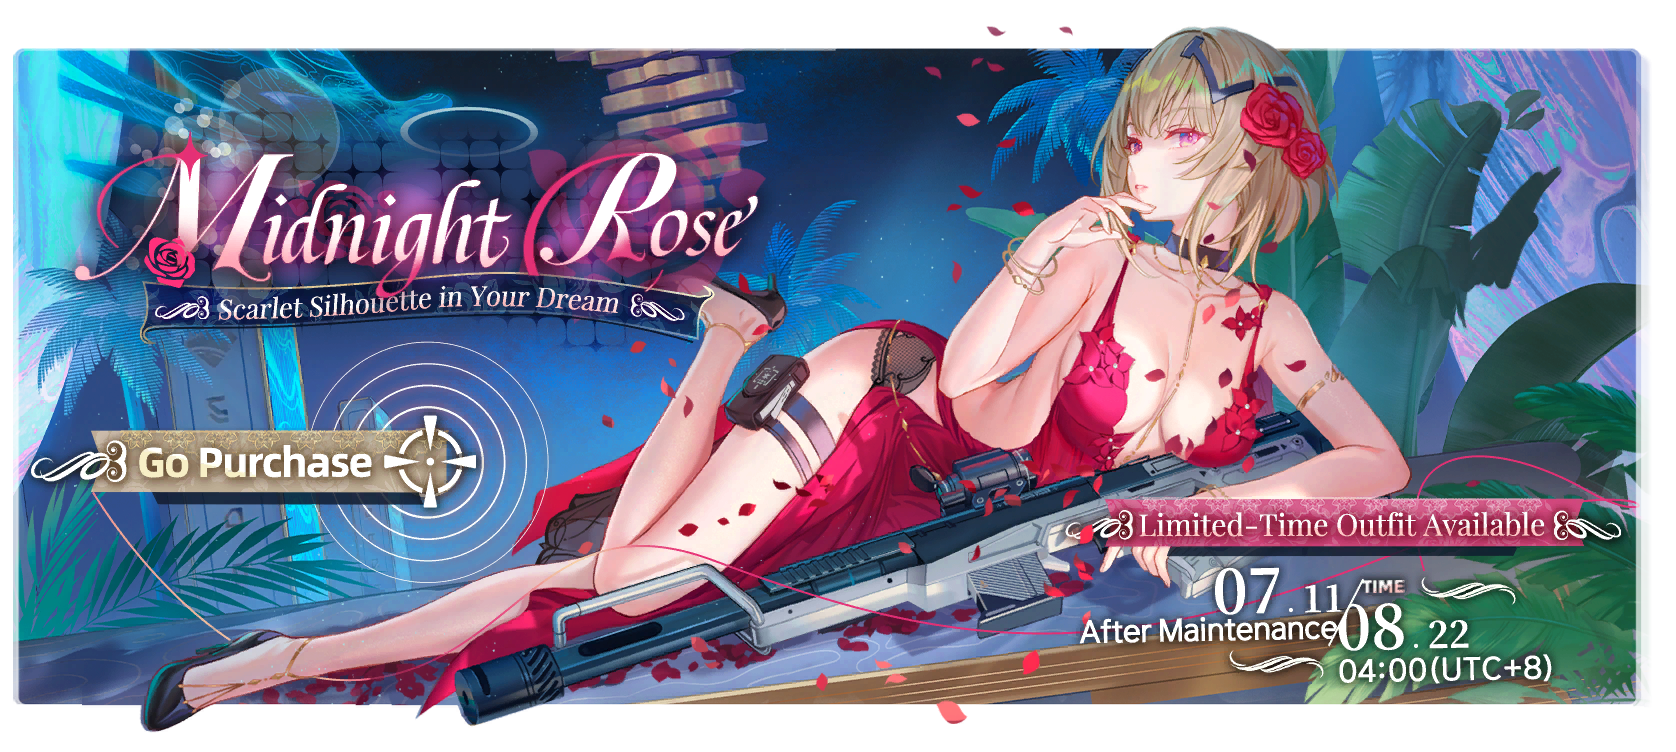 Midnight Rose
Scarlet Silhouette in Your Dream
Go Purchase
Limited-Time Outfit Available
07.11/TIME
After Maintenance
08.22
04:00(UTC+8)